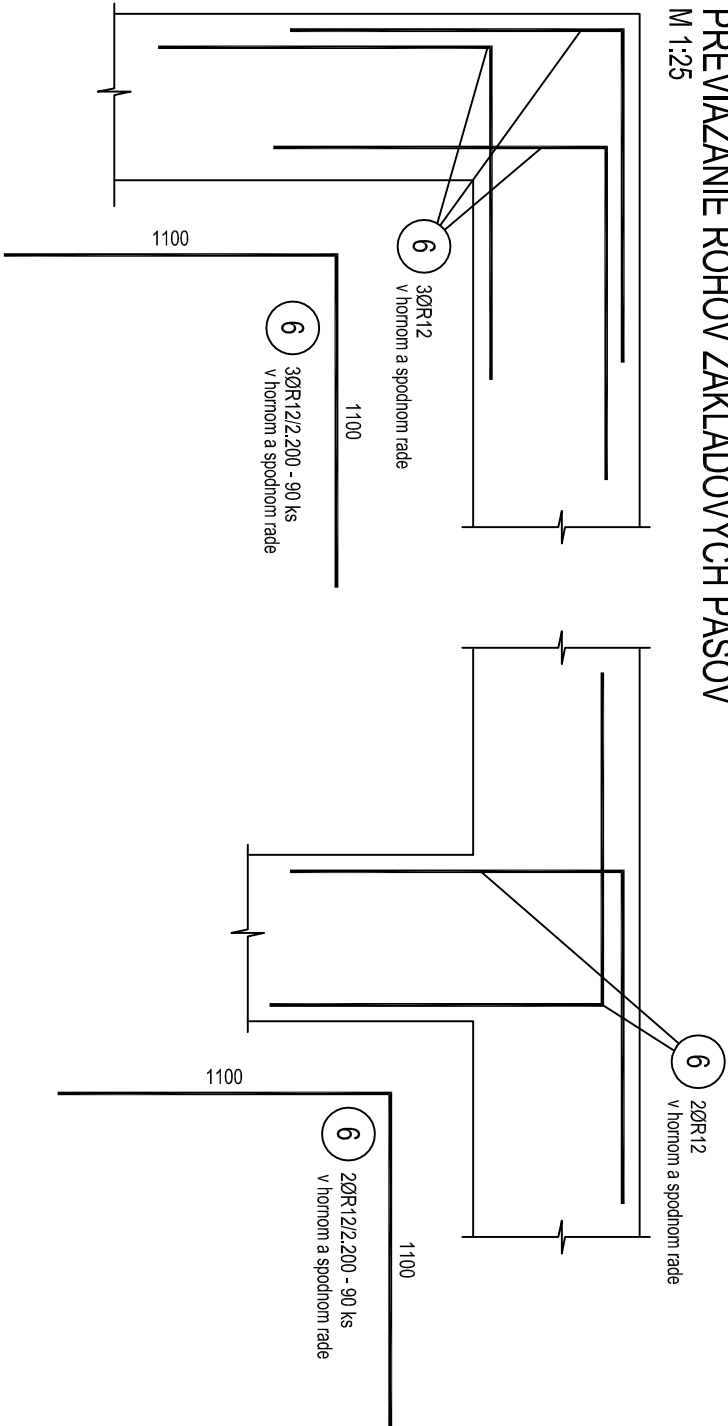 PREVIAZANIE ROHOV ZÁKLADOVÝCH PÁSOV
M 1:25
6
3ØR12
v hornom a spodnom rade
1100
1100
6
3ØR12/2.200 - 90 ks
v hornom a spodnom rade
6
2ØR12
v hornom a spodnom rade
1100
1100
6
2ØR12/2.200 - 90 ks
v hornom a spodnom rade